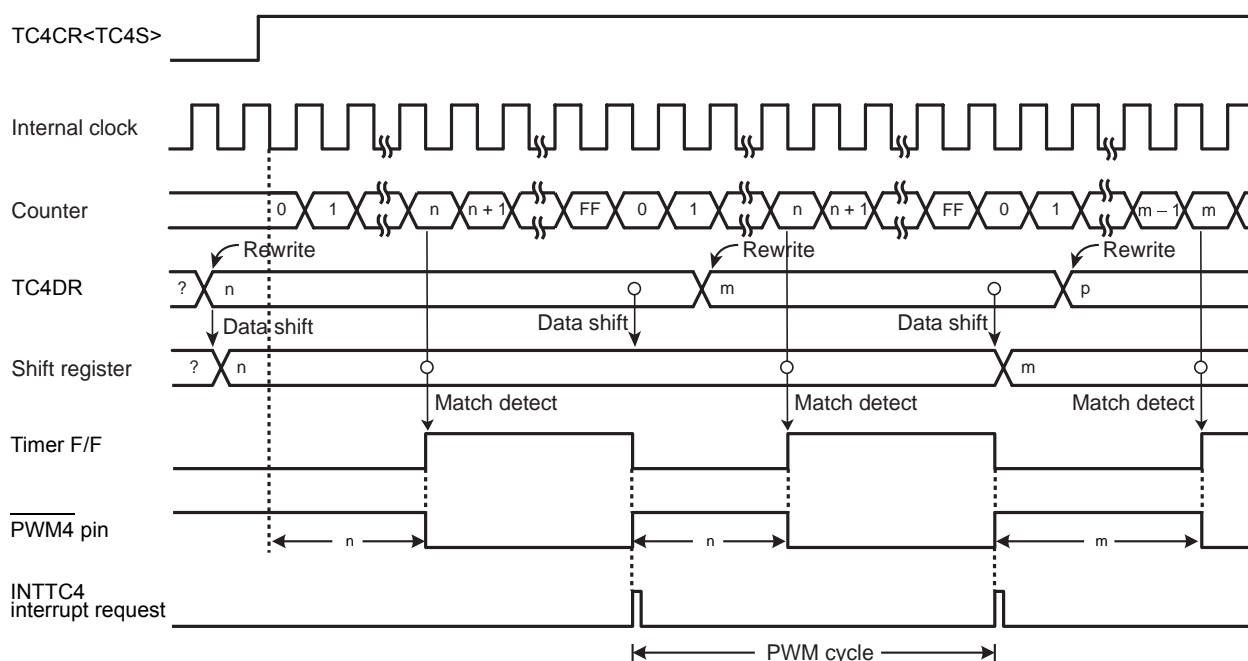 TC4CR<TC4S>
Internal clock
Counter 0 1 n n + 1 FF 0 1 n n + 1 FF 0 1 m – 1 m
Rewrite Rewrite Rewrite
TC4DR ? n m p
Data shift Data shift Data shift
Shift register ? n m
Match detect Match detect Match detect
Timer F/F
PWM4 pin
n n m
INTTC4
interrupt request
PWM cycle